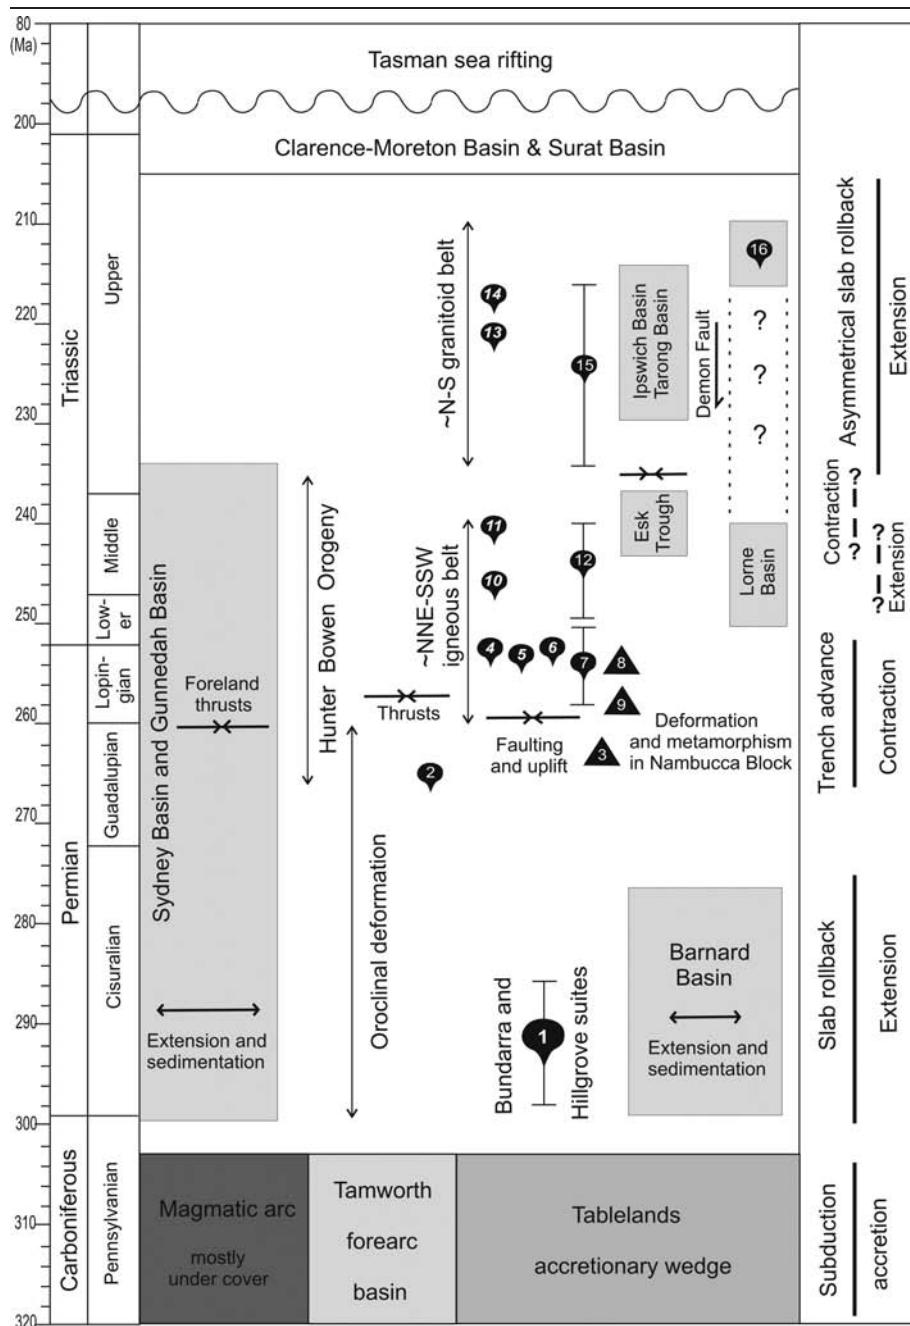 80
(Ma)
200
210
220
230
240
250
260
270
280
290
300
310
320
Triassic
Permian
Carboniferous
Upper
Middle
Low-
er
Lopin-
gian
Guadalupian
Cisuralian
Pennsylvanian
Tasman sea rifting
Clarence-Moreton Basin & Surat Basin
Sydney Basin and Gunnedah Basin
Foreland
thrusts
Extension and
sedimentation
Hunter Bowen Orogeny
Oroclinal deformation
Thrusts
2
~N-S granitoid belt
14
13
15
~NNE-SSW
igneous belt
11
10
12
4
5
6
7
8
9
Faulting
and uplift
3
Deformation
and metamorphism
in Nambucca Block
Ipswich Basin
Tarong Basin
Demon Fault
16
?
?
?
Esk
Trough
Lorne
Basin
Bundarra and
Hillgrove suites
1
Barnard
Basin
Extension and
sedimentation
Magmatic arc
mostly
under cover
Tamworth
forearc
basin
Tablelands
accretionary wedge
Asymmetrical slab rollback
Extension
Contraction
?
?
?
?
Extension
Trench advance
Contraction
Slab rollback
Extension
Subduction
accretion